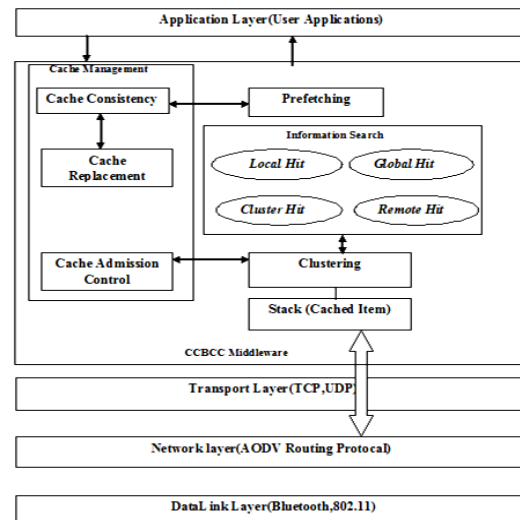 Application Layer(User Applications)
Cache Management
Cache Consistency
Prefetching
Information Search
Cache
Replacement
Local Hit
Global Hit
Cluster Hit
Remote Hit
Cache Admission
Control
Clustering
Stack (Cached Item)
CCBCC Middleware
Transport Layer(TCP,UDP)
Network layer(AODV Routing Protocal)
DataLink Layer(Bluetooth,802.11)